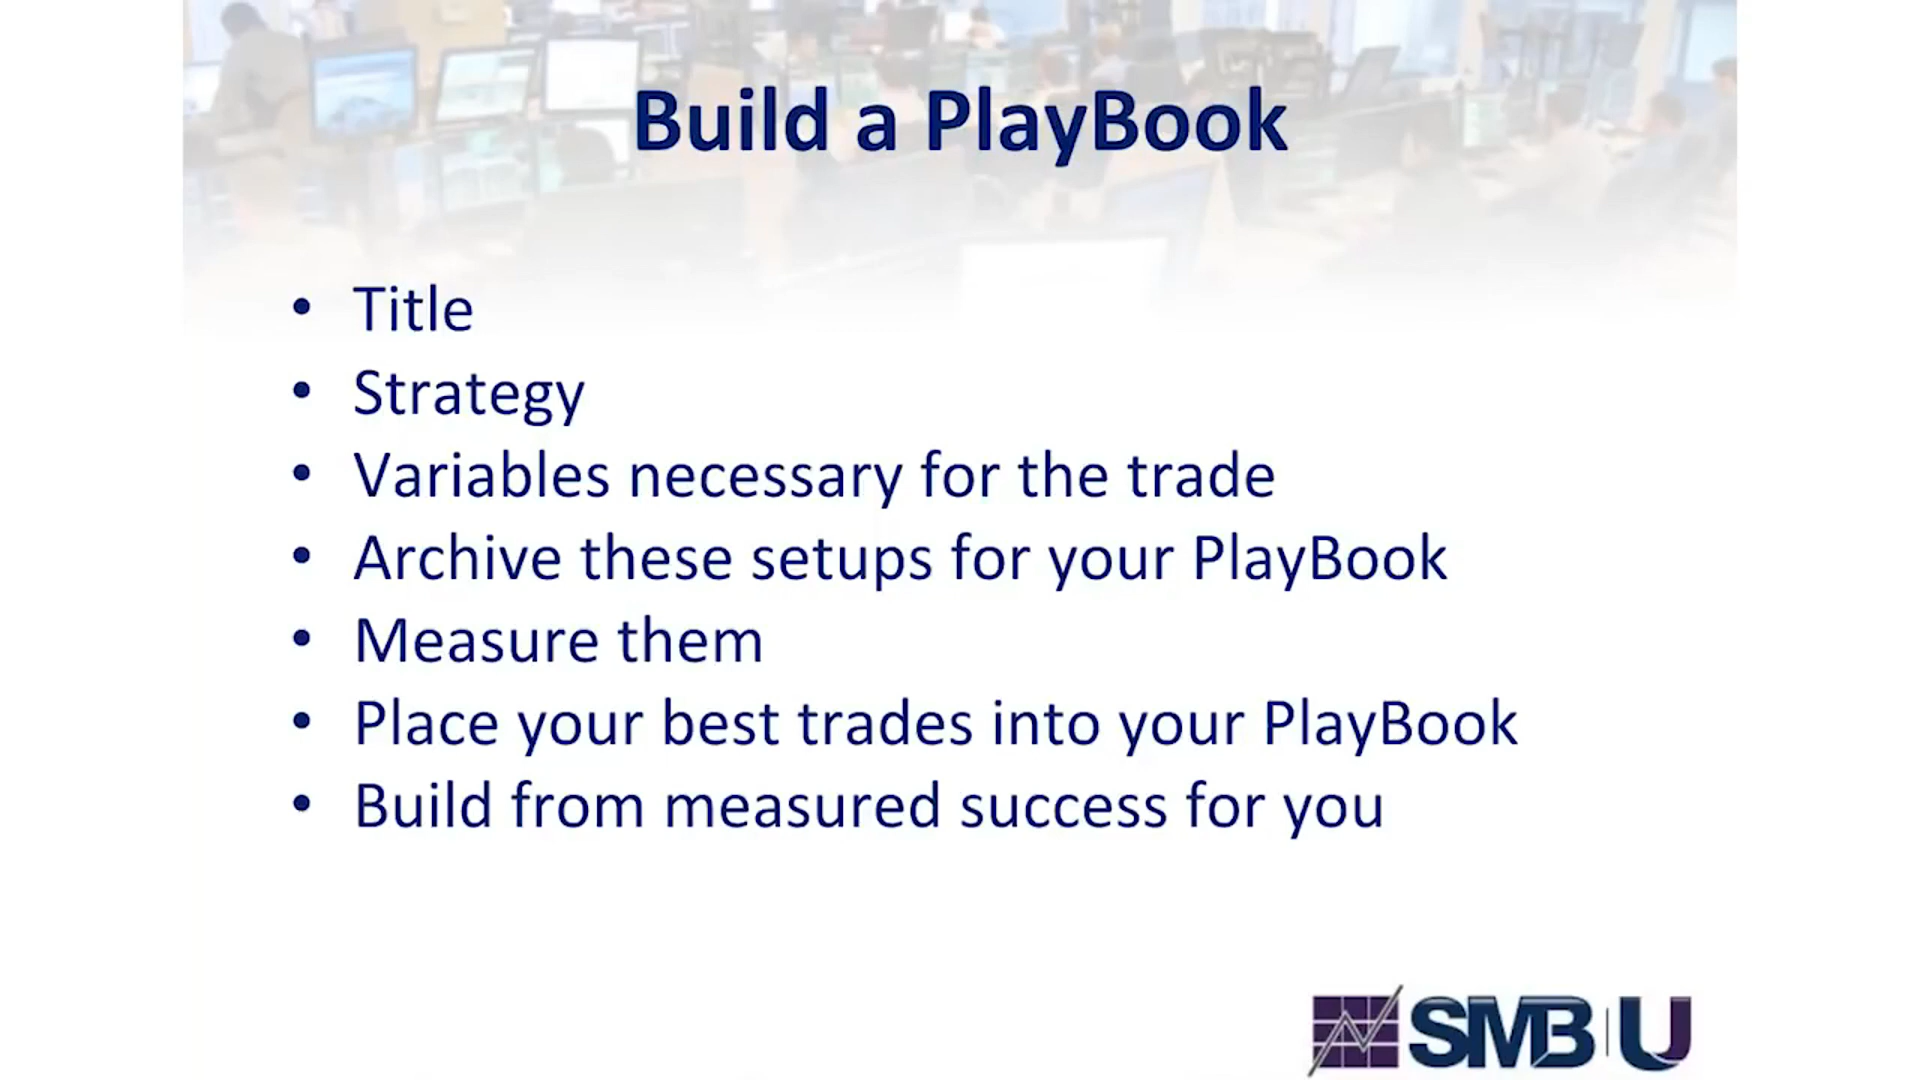 Build a PlayBook
• Title
• Strategy
• Variables necessary for the trade
• Archive these setups for your PlayBook
• Measure them
• Place your best trades into your PlayBook
• Build from measured success for you
SMB | U